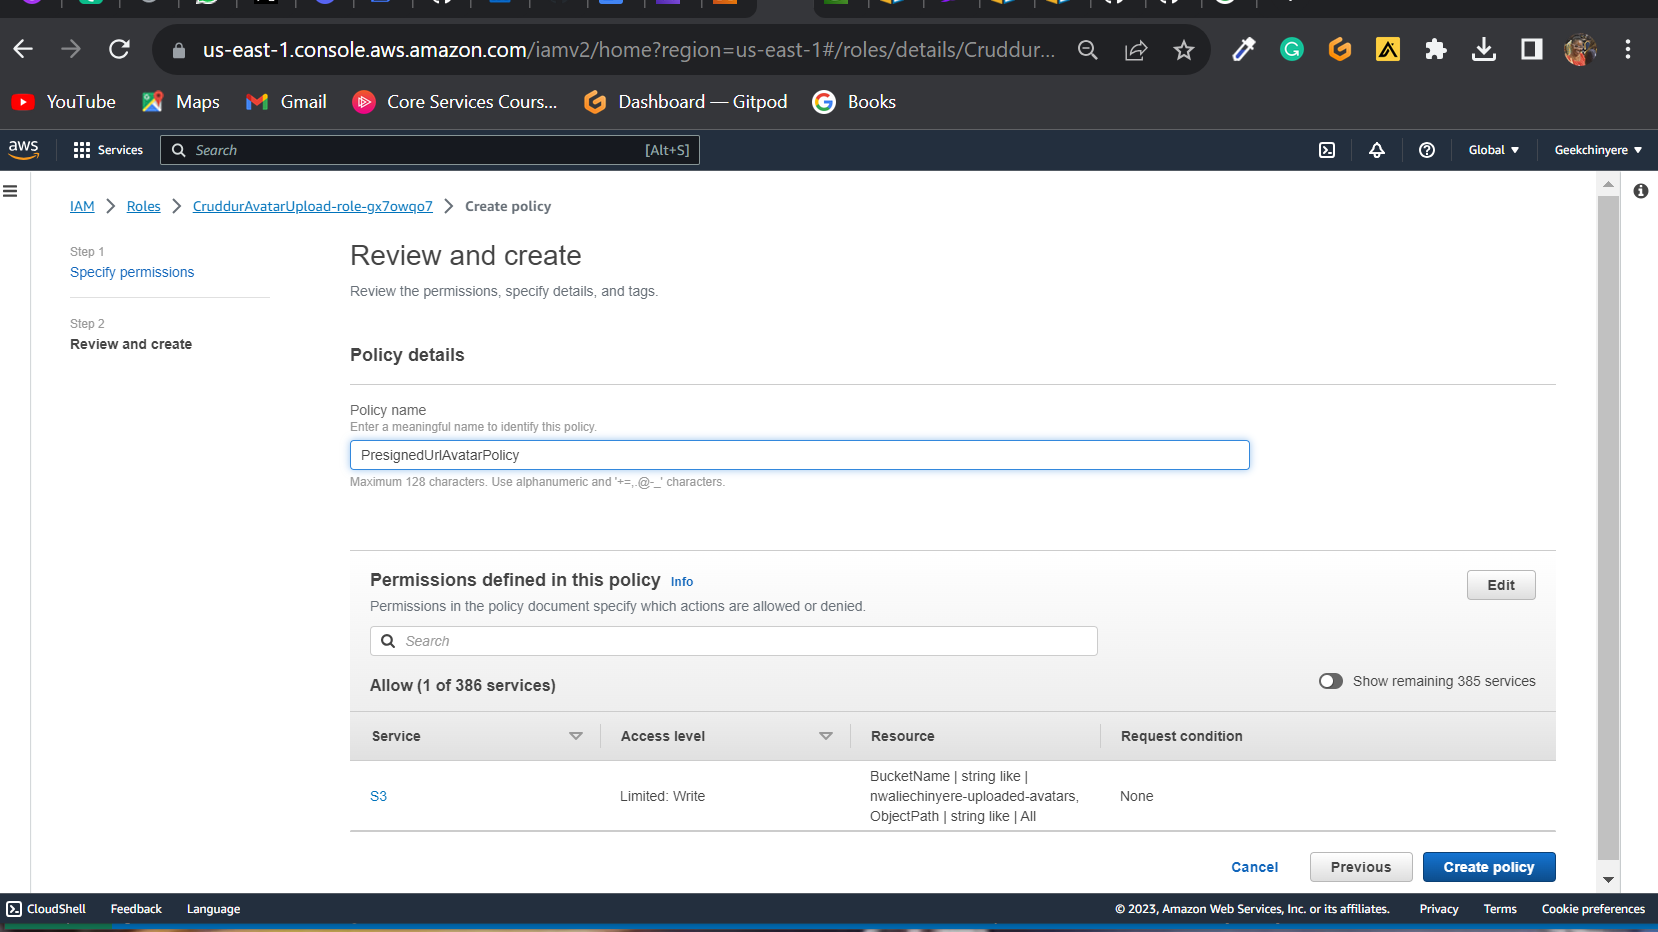 us-east-1.console.aws.amazon.com/iamv2/home?region=us-east-1#/roles/details/Cruddur...
YouTube Maps Gmail Core Services Cours... Dashboard — Gitpod Books
aws Services Search [Alt+S] Global Geekchinyere
IAM Roles CruddurAvatarUpload-role-gx7owqo7 Create policy
Step 1
Specify permissions
Step 2
Review and create
Review and create
Review the permissions, specify details, and tags.
Policy details
Policy name
Enter a meaningful name to identify this policy.
PresignedUrlAvatarPolicy
Maximum 128 characters. Use alphanumeric and '+=,.@-_' characters.
Permissions defined in this policy Info
Edit
Permissions in the policy document specify which actions are allowed or denied.
Search
Allow (1 of 386 services)
Show remaining 385 services
Service Access level Resource Request condition
S3 Limited: Write BucketName | string like | nwaliechinyere-uploaded-avatars, ObjectPath | string like | All None
Cancel Previous Create policy
CloudShell Feedback Language © 2023, Amazon Web Services, Inc. or its affiliates. Privacy Terms Cookie preferences